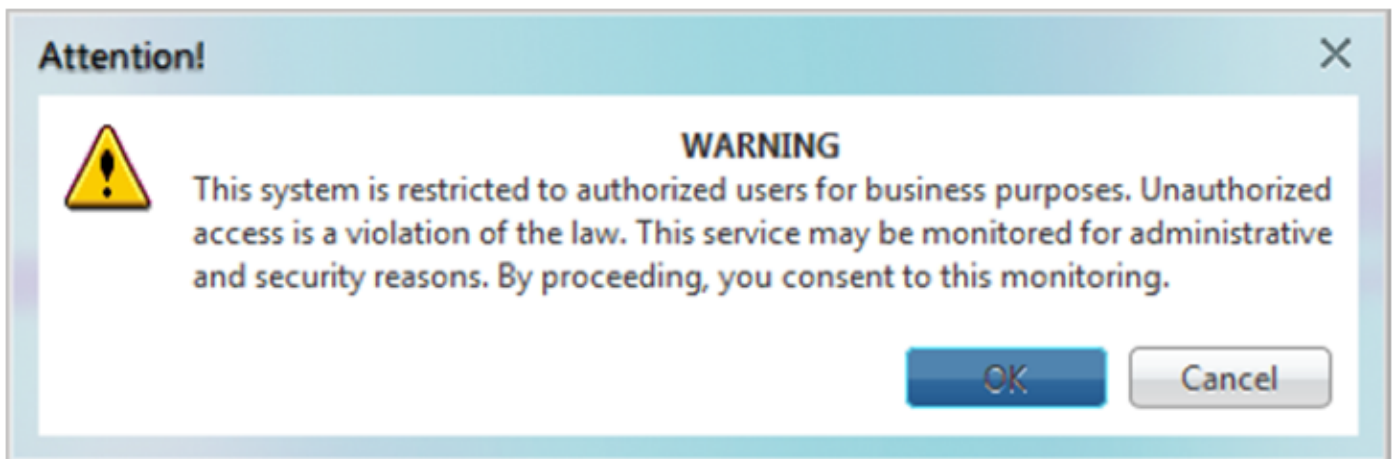 Attention!
WARNING
This system is restricted to authorized users for business purposes. Unauthorized
access is a violation of the law. This service may be monitored for administrative
and security reasons. By proceeding, you consent to this monitoring.
OK Cancel